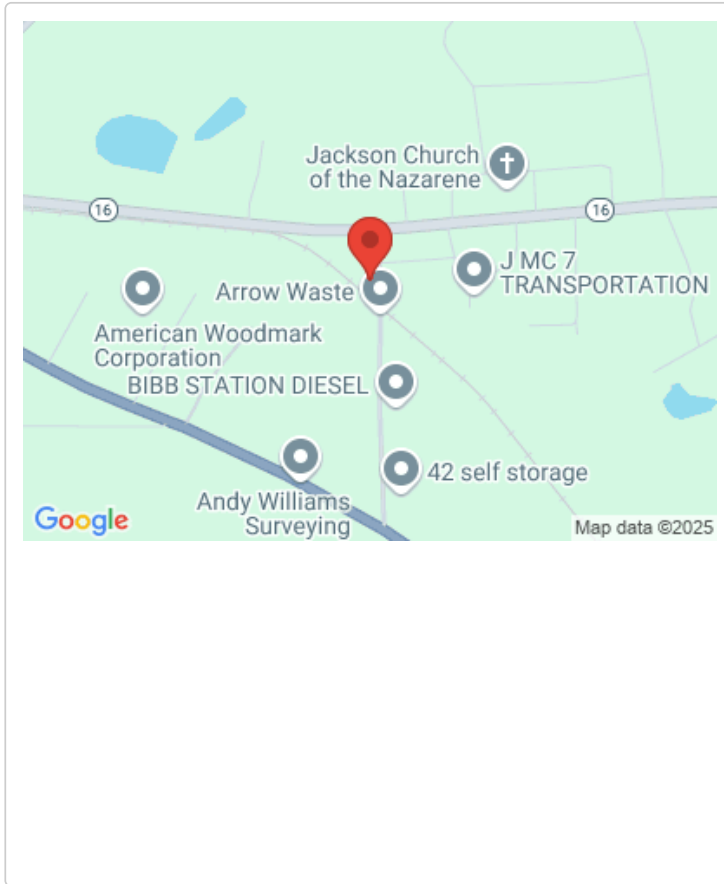 Jackson Church
of the Nazarene
16
16
Arrow Waste
J MC 7
TRANSPORTATION
American Woodmark
Corporation
BIBB STATION DIESEL
42 self storage
Andy Williams
Surveying
Google
Map data ©2025